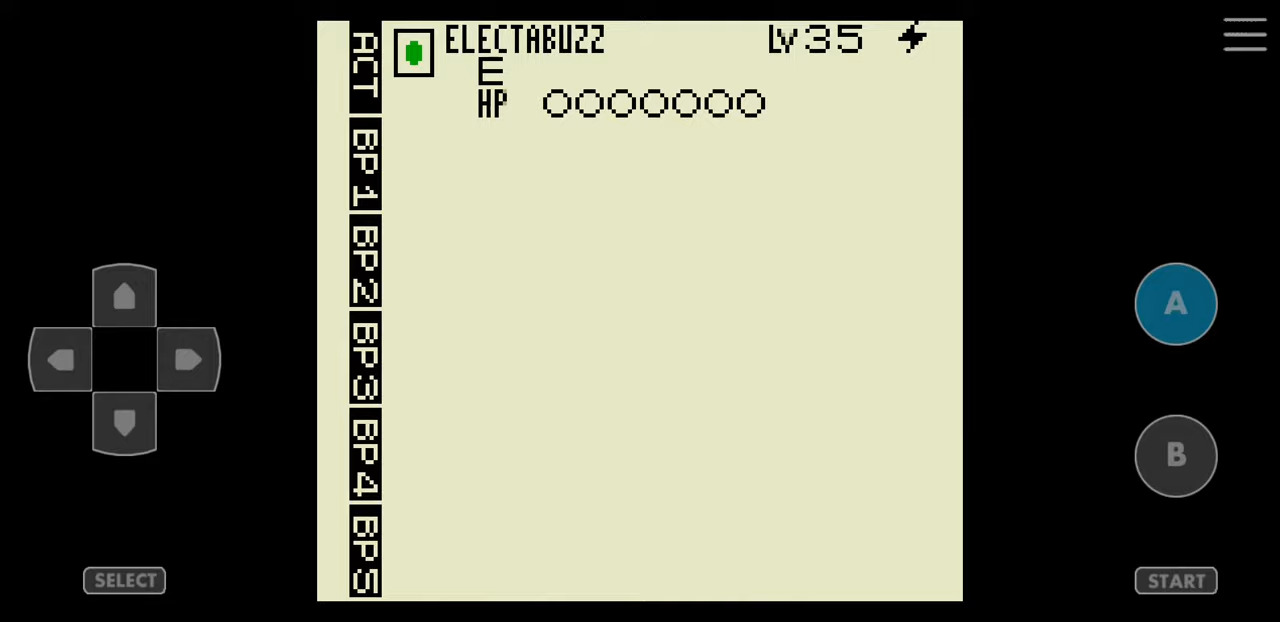 ACT
BP1
BP2
BP3
BP4
BP5
ELECTABUZZ Lv35
E
HP
A
B
SELECT
START